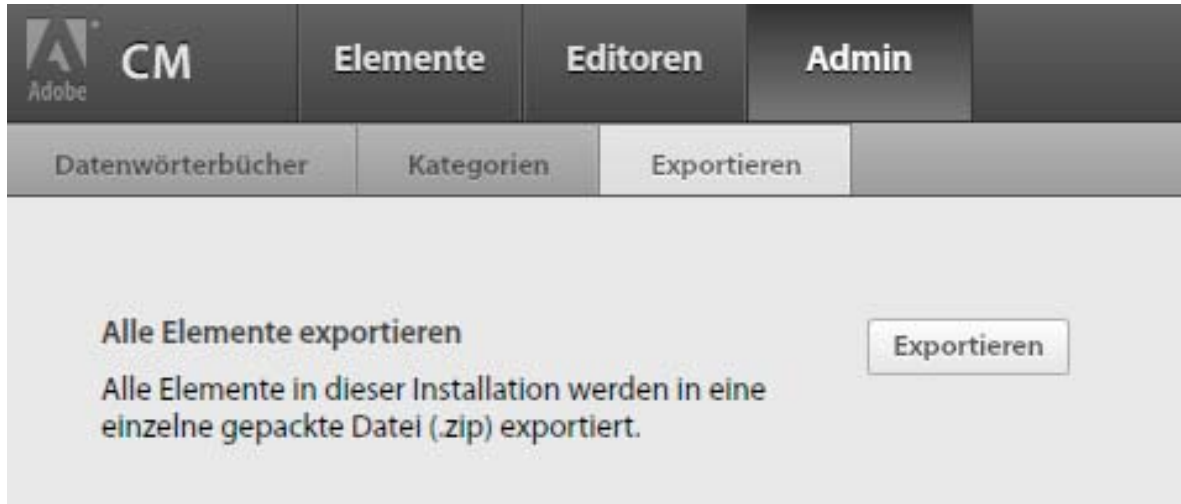 Adobe CM Elemente Editoren Admin
Datenwörterbücher Kategorien Exportieren
Alle Elemente exportieren
Exportieren
Alle Elemente in dieser Installation werden in eine
einzelne gepackte Datei (.zip) exportiert.